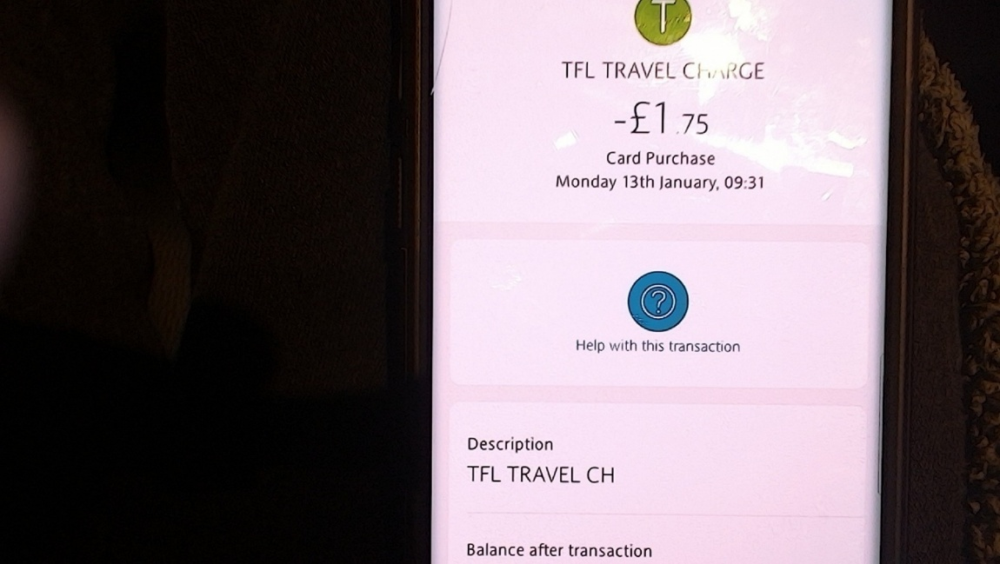 T
TFL TRAVEL CHARGE
-£1.75
Card Purchase
Monday 13th January, 09:31
?
Help with this transaction
Description
TFL TRAVEL CH
Balance after transaction